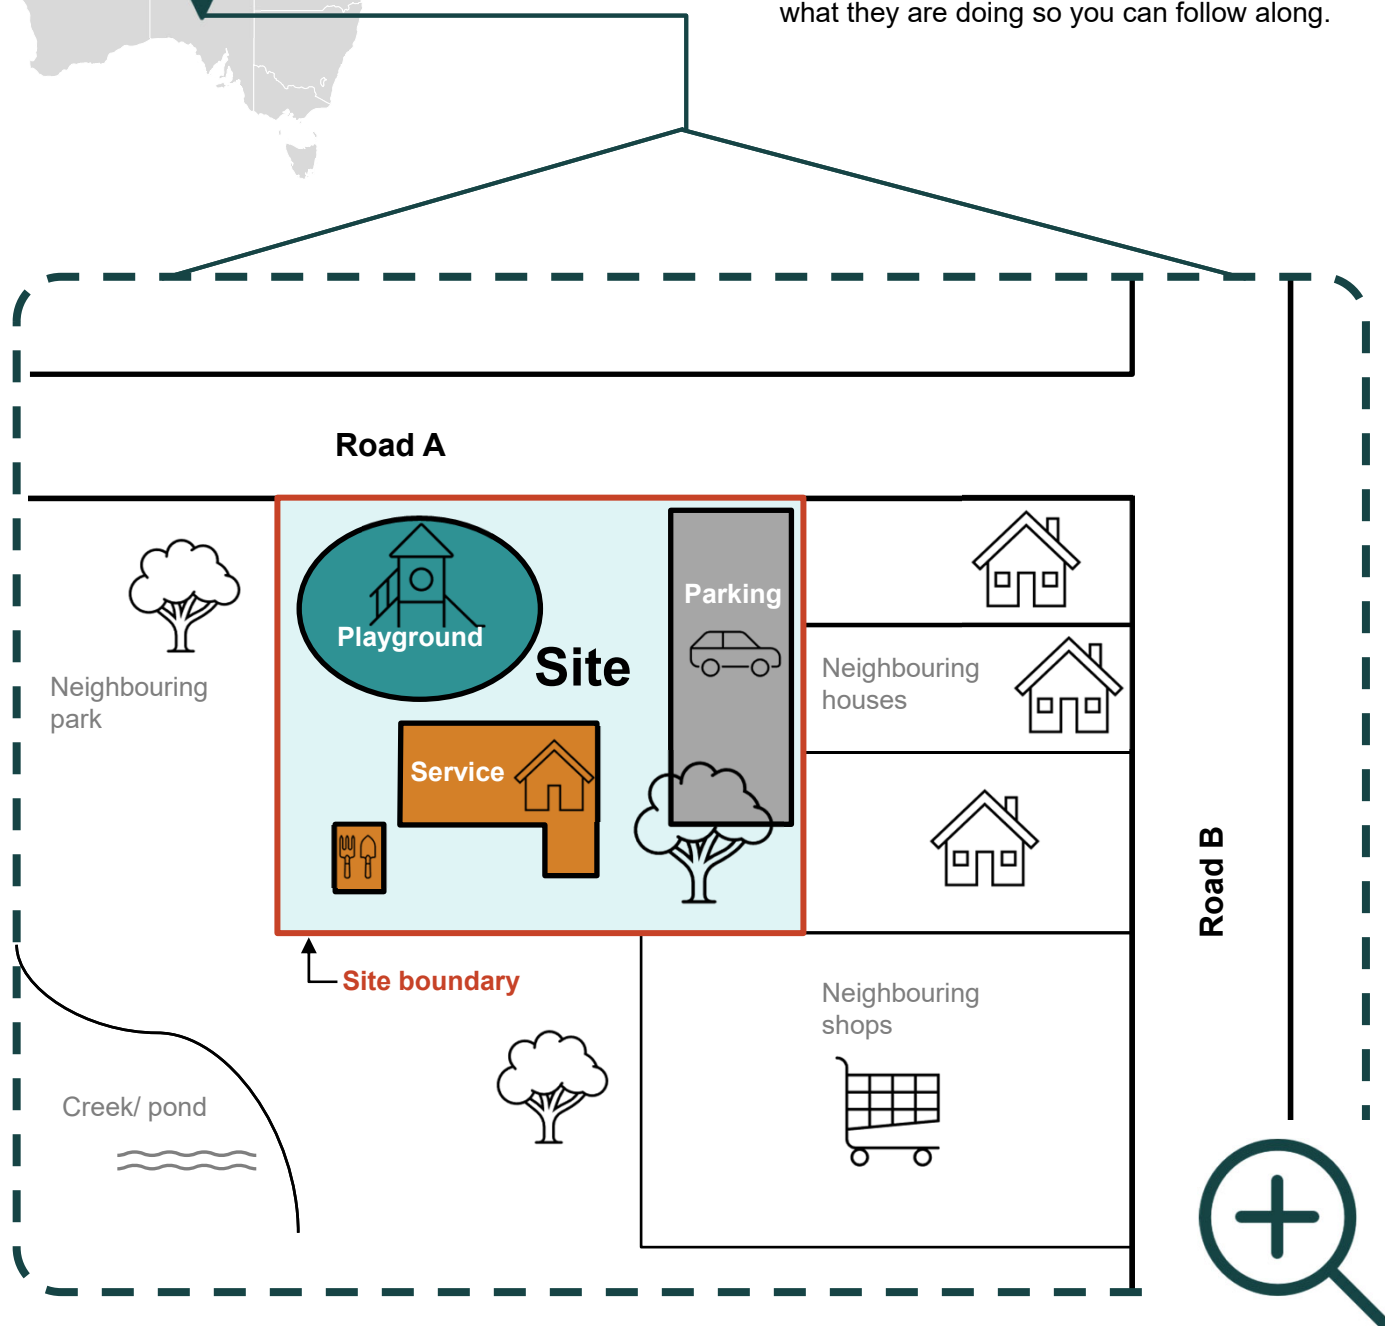 what they are doing so you can follow along.
Road A
Playground
Parking
Site
Neighbouring
park
Neighbouring
houses
Service
Road B
Site boundary
Neighbouring
shops
Creek/ pond